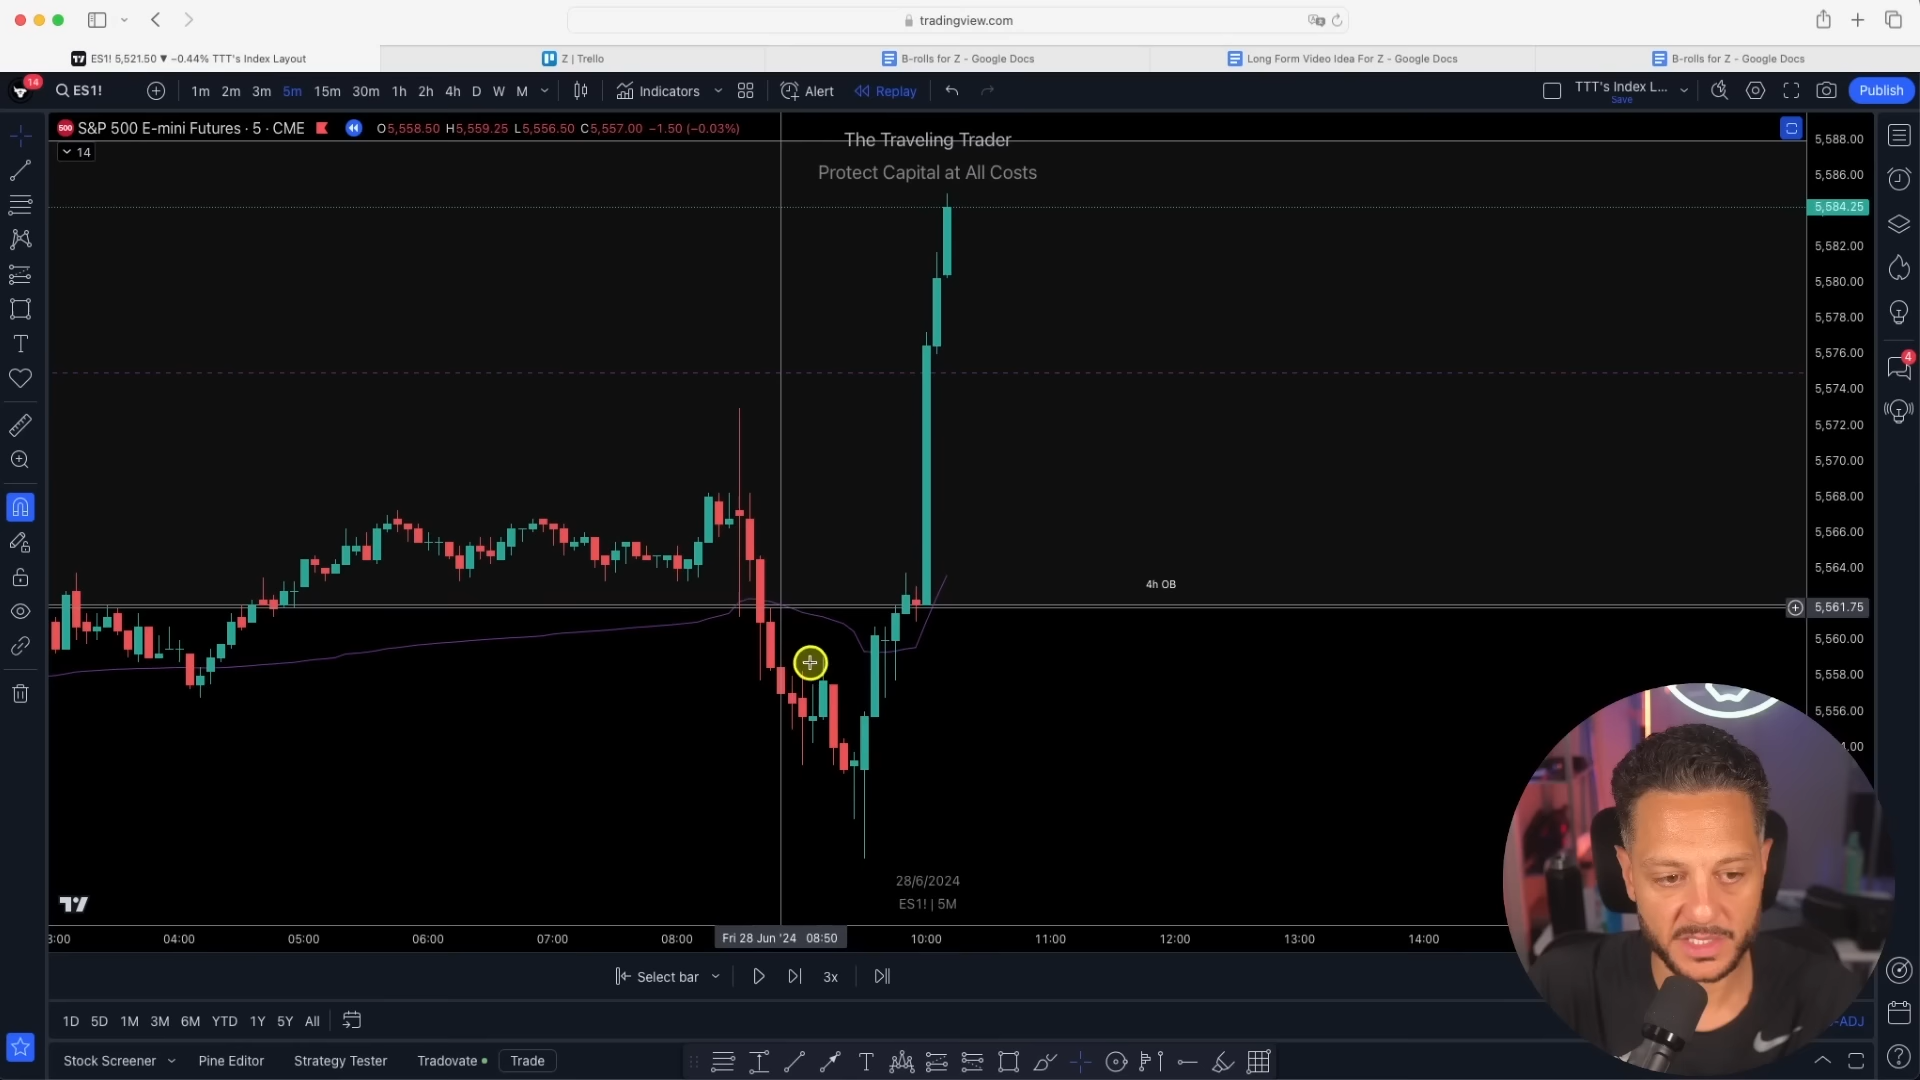 tradingview.com
ES1! 5,521.50 ▼ −0.44% TTT's Index Layout
Z | Trello
B-rolls for Z - Google Docs
Long Form Video Idea For Z - Google Docs
B-rolls for Z - Google Docs
14
ES1!
1m 2m 3m 5m 15m 30m 1h 2h 4h D W M
Indicators
Alert
Replay
TTT's Index L...
Save
Publish
500 S&P 500 E-mini Futures · 5 · CME
O5,558.50 H5,559.25 L5,556.50 C5,557.00 −1.50 (−0.03%)
14
The Traveling Trader
Protect Capital at All Costs
5,588.00
5,586.00
5,584.25
5,582.00
5,580.00
5,578.00
5,576.00
5,574.00
5,572.00
5,570.00
5,568.00
5,566.00
5,564.00
4h OB
5,561.75
5,560.00
5,558.00
5,556.00
4
28/6/2024
ES1! | 5M
04:00 05:00 06:00 07:00 08:00 Fri 28 Jun '24 08:50 10:00 11:00 12:00 13:00 14:00
Select bar
3x
1D 5D 1M 3M 6M YTD 1Y 5Y All
-ADJ
Stock Screener
Pine Editor
Strategy Tester
Tradovate
Trade